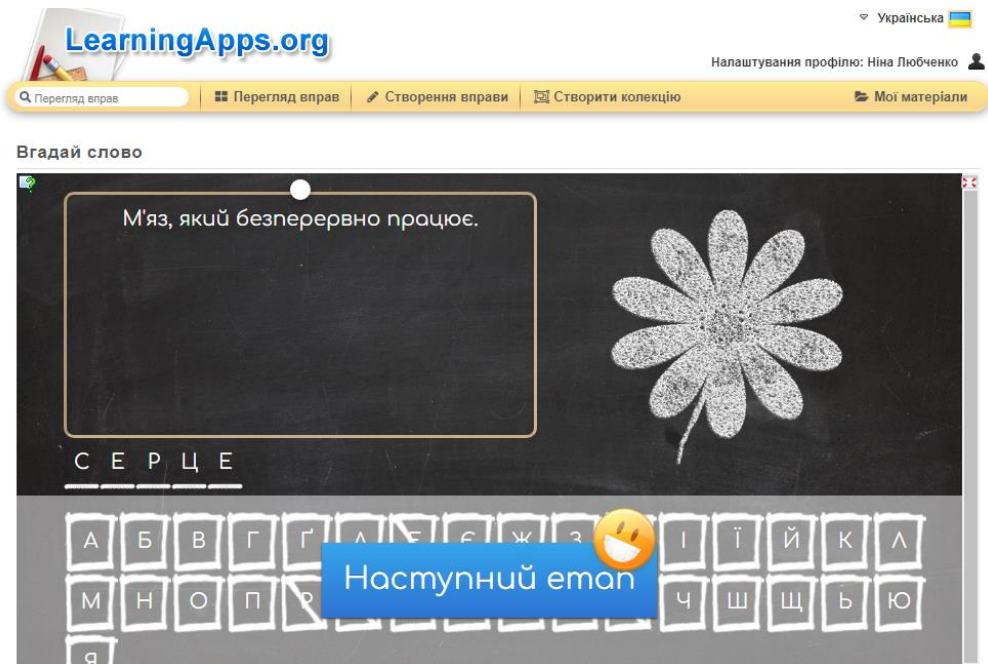 Українська
LearningApps.org
Налаштування профілю: Ніна Любченко
Перегляд вправ Перегляд вправ Створення вправи Створити колекцію Мої матеріали
Вгадай слово
М'яз, який безперервно працює.
С Е Р Ц Е
А Б В Г Ґ Д Е Є Ж З І Ї Й К Л
Наступний етап
М Н О П Р Ч Ш Щ Ь Ю
Я